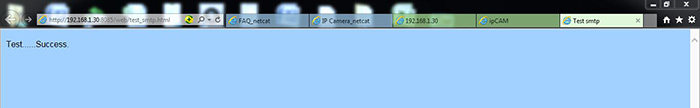 http://192.168.1.30:8085/web/test_smtp.html
FAQ_netcat
IP Camera_netcat
192.168.1.30
ipCAM
Test smtp
Test......Success.